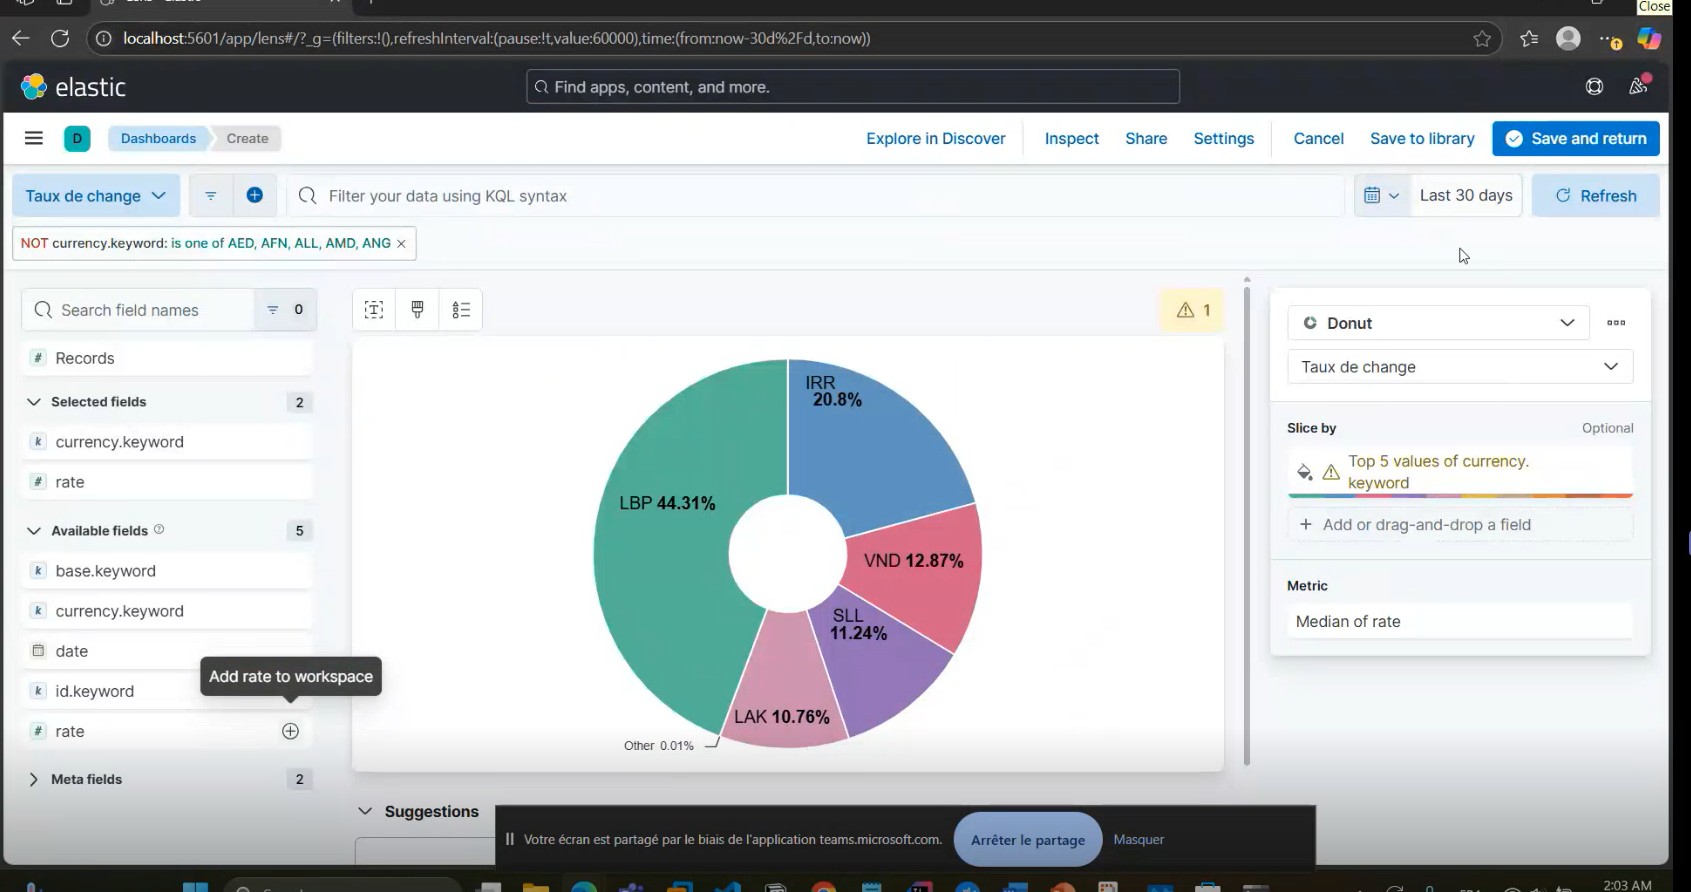 Close
localhost:5601/app/lens#/?_g=(filters:!(),refreshInterval:(pause:!t,value:60000),time:(from:now-30d%2Fd,to:now))
elastic
Find apps, content, and more.
D
Dashboards
Create
Explore in Discover
Inspect
Share
Settings
Cancel
Save to library
Save and return
Taux de change
Filter your data using KQL syntax
Last 30 days
Refresh
NOT currency.keyword: is one of AED, AFN, ALL, AMD, ANG
Search field names
0
1
Records
Selected fields
2
currency.keyword
rate
Available fields
5
base.keyword
currency.keyword
date
Add rate to workspace
id.keyword
rate
Meta fields
2
IRR
20.8%
LBP 44.31%
VND 12.87%
SLL
11.24%
LAK 10.76%
Other 0.01%
Donut
Taux de change
Slice by
Optional
Top 5 values of currency.
keyword
Add or drag-and-drop a field
Metric
Median of rate
Suggestions
Votre écran est partagé par le biais de l'application teams.microsoft.com.
Arrêter le partage
Masquer
2:03 AM